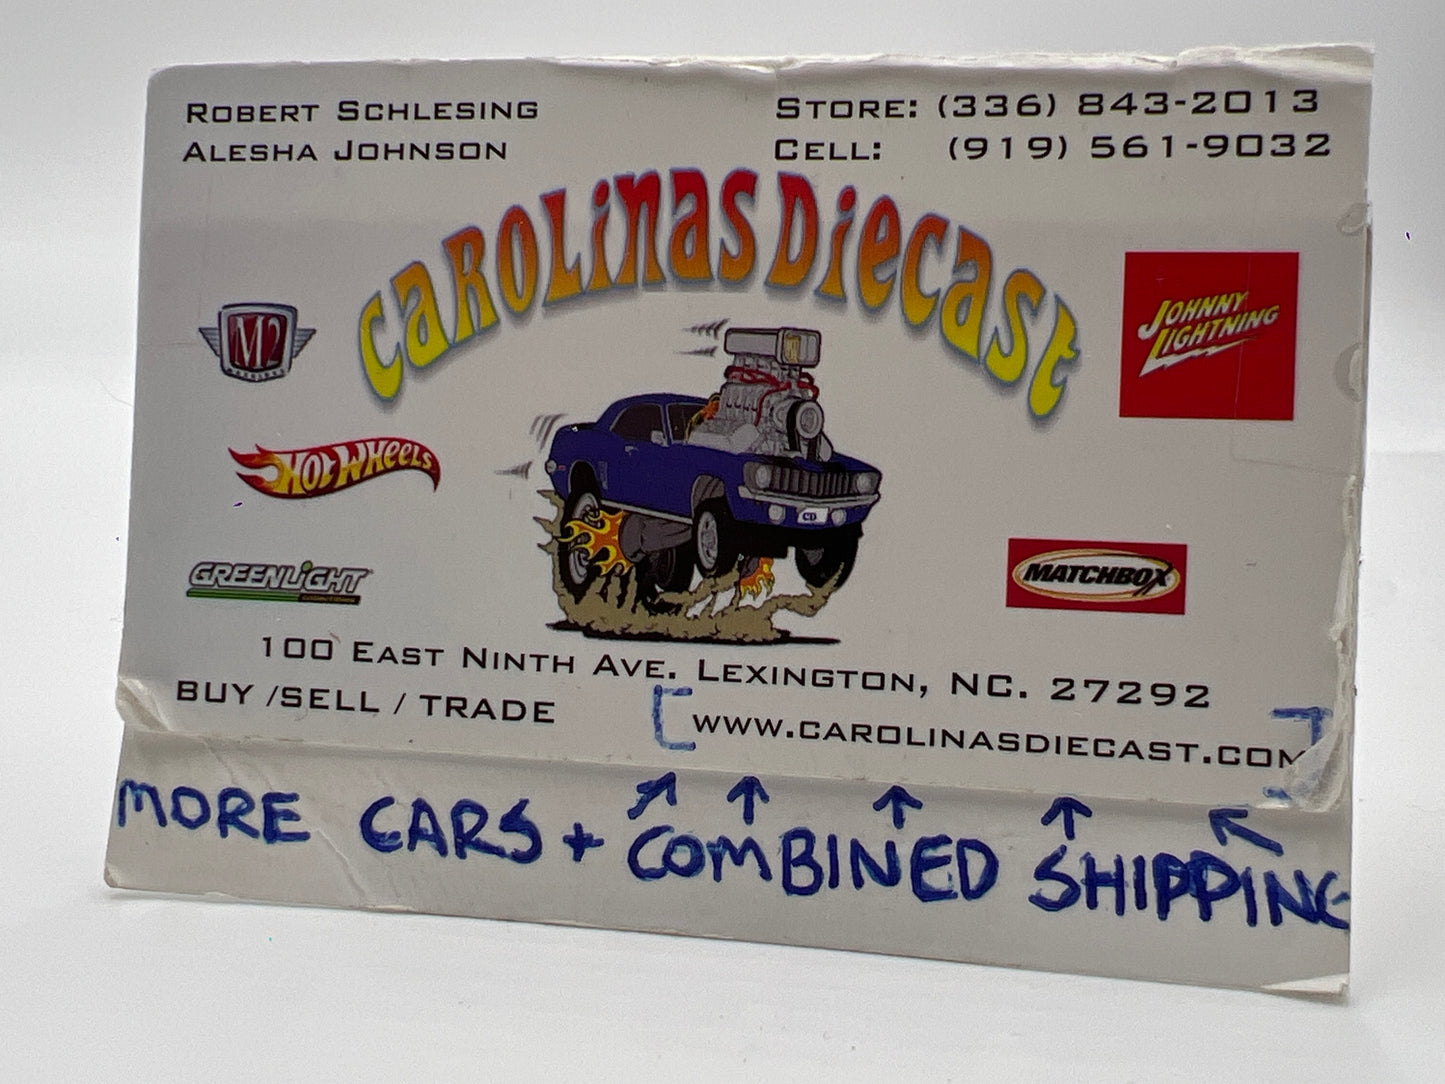 ROBERT SCHLESING
ALESHA JOHNSON
STORE: (336) 843-2013
CELL: (919) 561-9032
CAROLINAS DIECAST
M2
JOHNNY
LIGHTNING
HOT WHEELS
GREENLIGHT
MATCHBOX
CD
100 EAST NINTH AVE. LEXINGTON, NC. 27292
BUY /SELL / TRADE
[WWW.CAROLINASDIECAST.COM]
MORE CARS + COMBINED SHIPPING